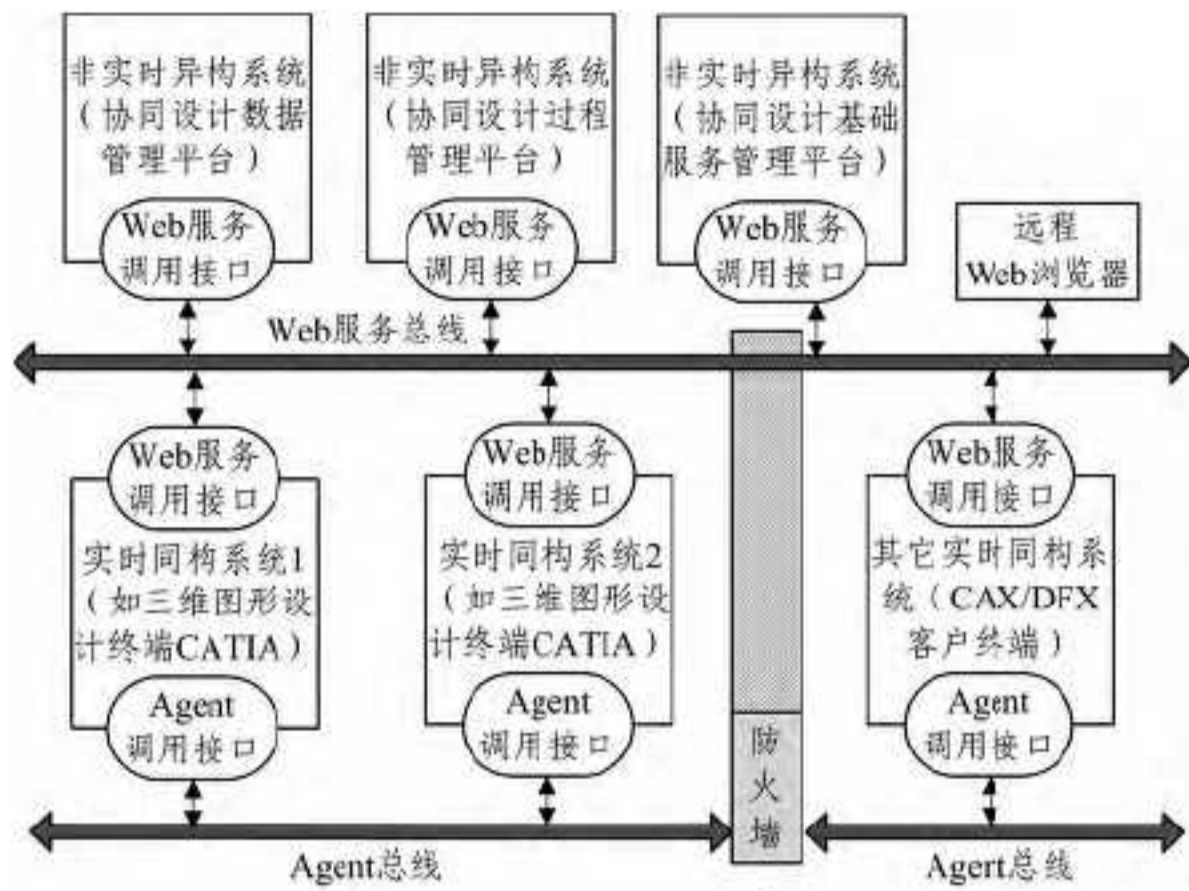 非实时异构系统
（协同设计数据
管理平台）
Web服务
调用接口
非实时异构系统
（协同设计过程
管理平台）
Web服务
调用接口
非实时异构系统
（协同设计基础
服务管理平台）
Web服务
调用接口
远程
Web浏览器
Web服务总线
Web服务
调用接口
实时同构系统1
（如三维图形设
计终端CATIA）
Agent
调用接口
Web服务
调用接口
实时同构系统2
（如三维图形设
计终端CATIA）
Agent
调用接口
Web服务
调用接口
其它实时同构系
统（CAX/DFX
客户终端）
Agent
调用接口
防
火
墙
Agent总线
Agert总线